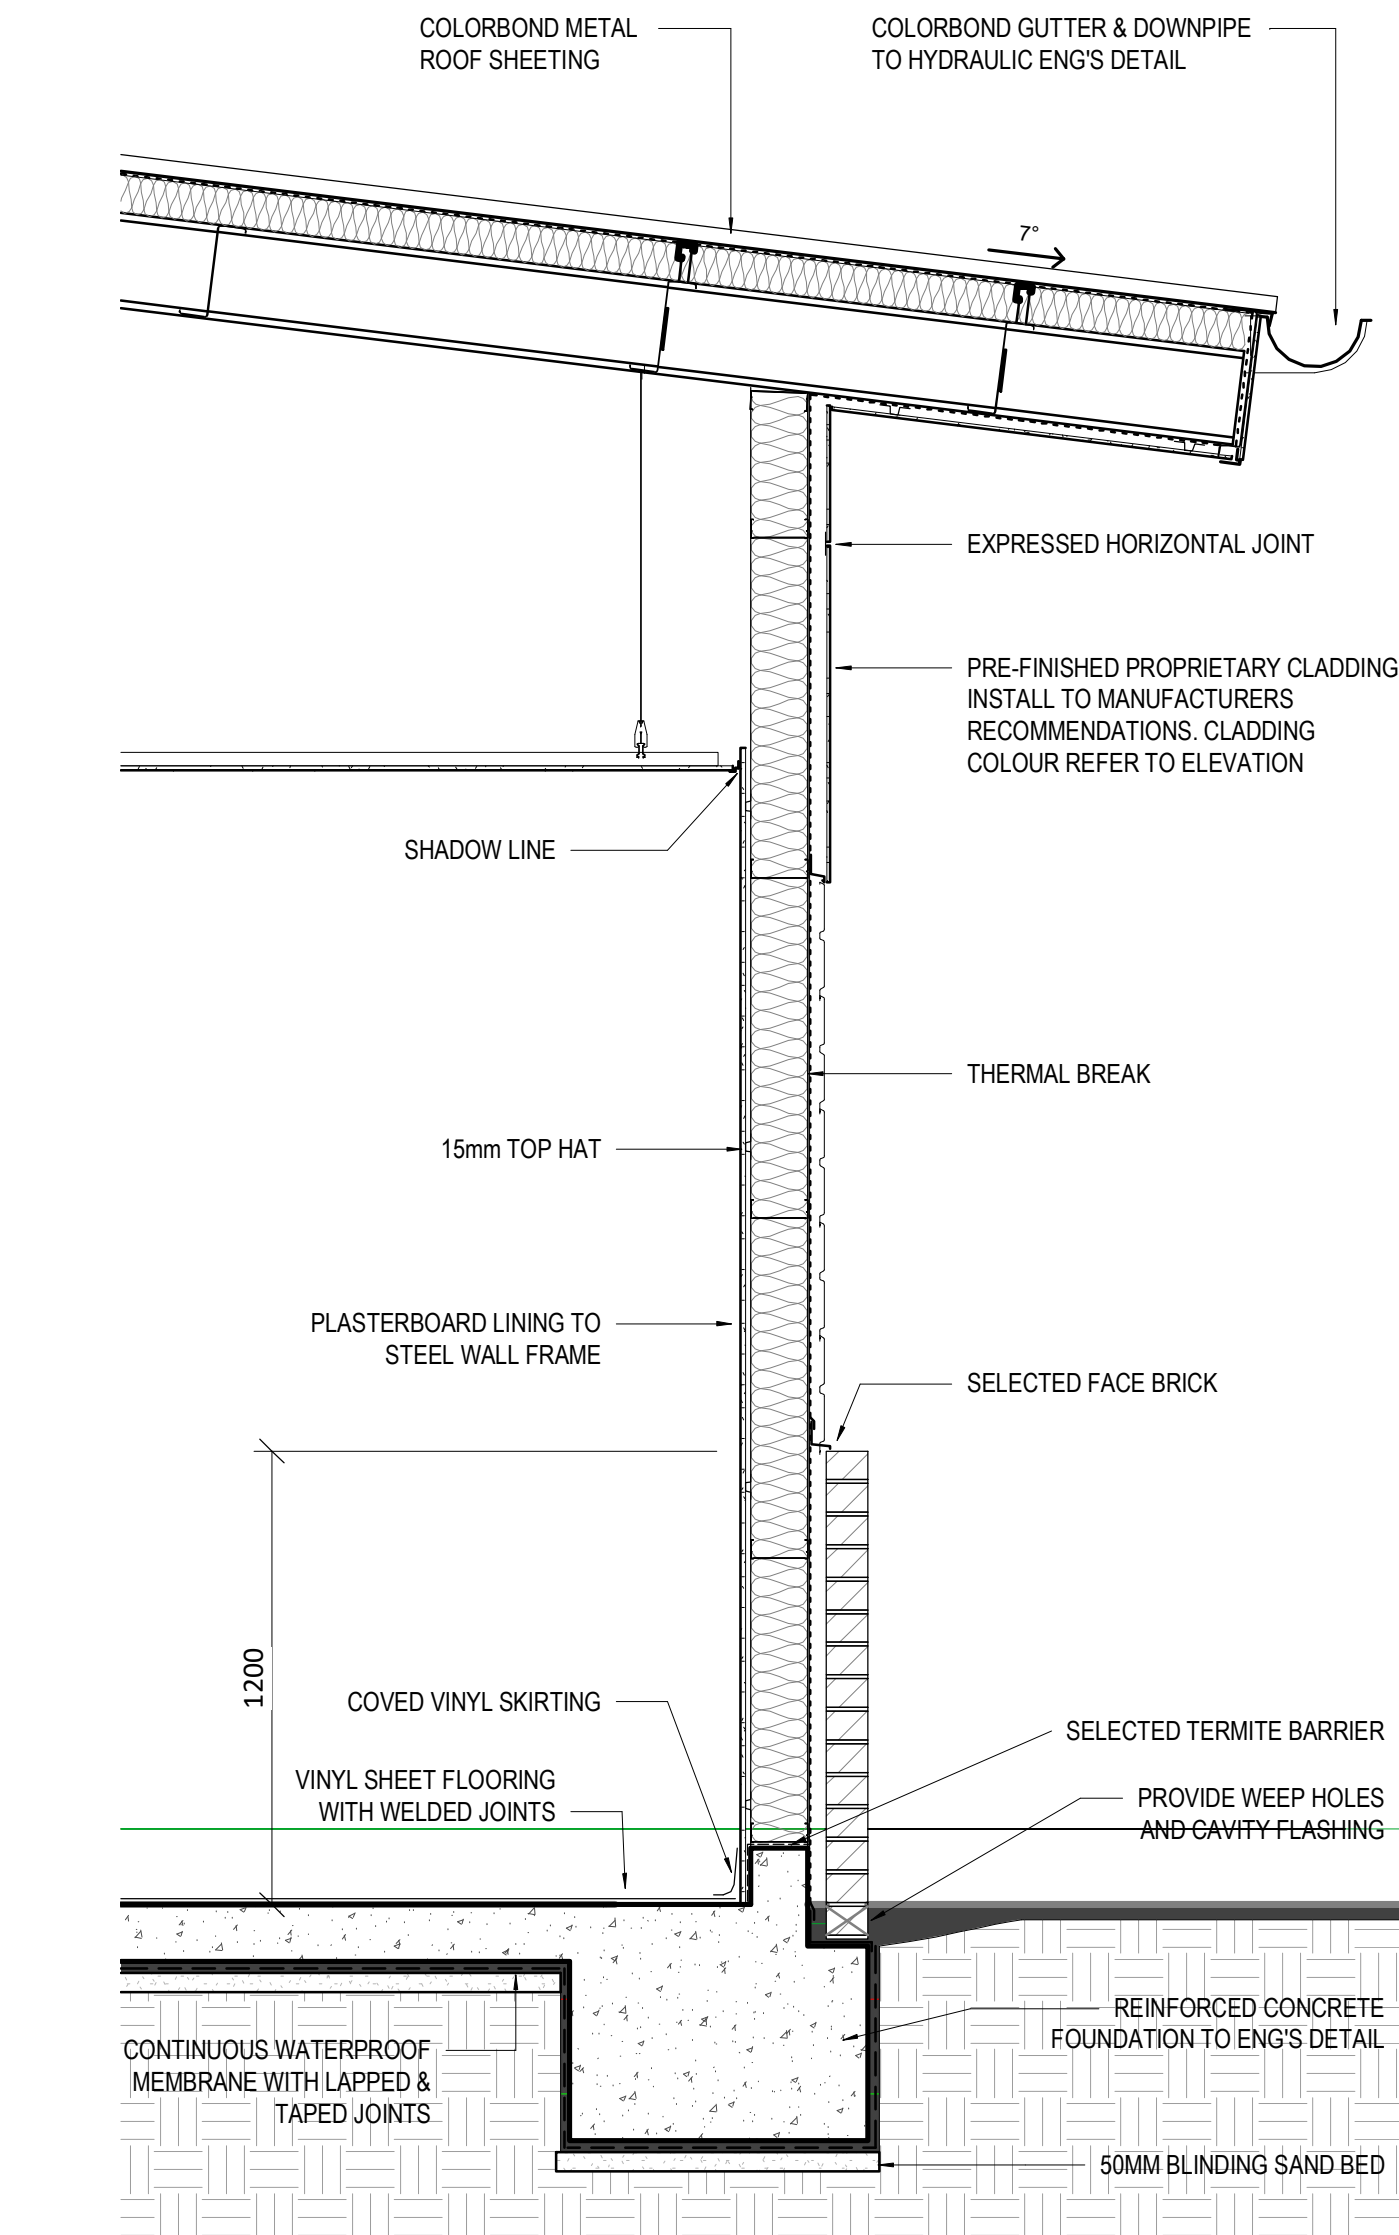 COLORBOND METAL
ROOF SHEETING
COLORBOND GUTTER & DOWNPIPE
TO HYDRAULIC ENG'S DETAIL
7°
EXPRESSED HORIZONTAL JOINT
PRE-FINISHED PROPRIETARY CLADDING
INSTALL TO MANUFACTURERS
RECOMMENDATIONS. CLADDING
COLOUR REFER TO ELEVATION
SHADOW LINE
THERMAL BREAK
15mm TOP HAT
PLASTERBOARD LINING TO
STEEL WALL FRAME
SELECTED FACE BRICK
1200
COVED VINYL SKIRTING
SELECTED TERMITE BARRIER
VINYL SHEET FLOORING
WITH WELDED JOINTS
PROVIDE WEEP HOLES
AND CAVITY FLASHING
REINFORCED CONCRETE
FOUNDATION TO ENG'S DETAIL
CONTINUOUS WATERPROOF
MEMBRANE WITH LAPPED &
TAPED JOINTS
50MM BLINDING SAND BED